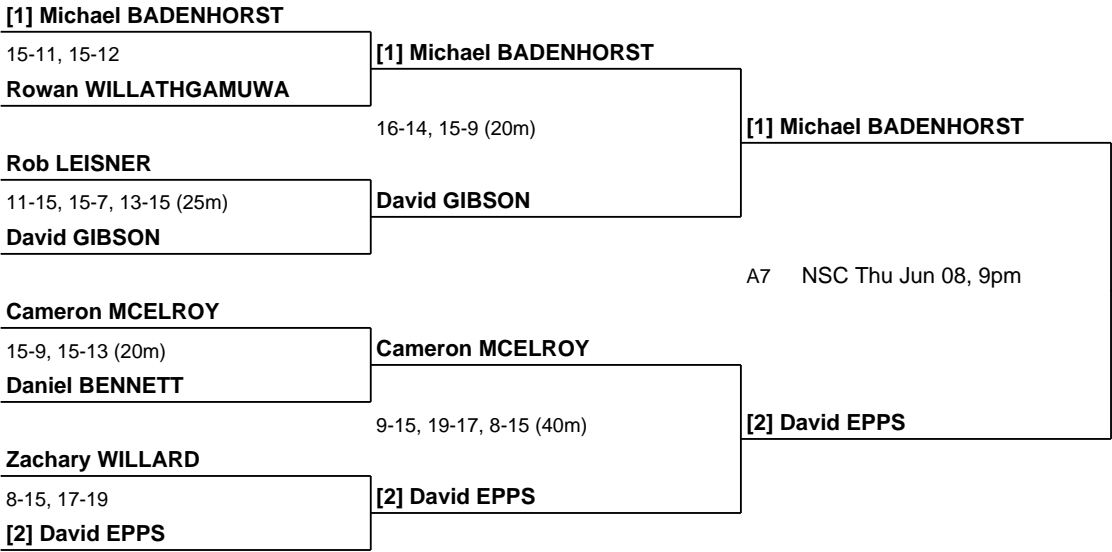 [1] Michael BADENHORST
15-11, 15-12
Rowan WILLATHGAMUWA
[1] Michael BADENHORST
16-14, 15-9 (20m)
Rob LEISNER
11-15, 15-7, 13-15 (25m)
David GIBSON
David GIBSON
[1] Michael BADENHORST
A7 NSC Thu Jun 08, 9pm
Cameron MCELROY
15-9, 15-13 (20m)
Daniel BENNETT
Cameron MCELROY
9-15, 19-17, 8-15 (40m)
Zachary WILLARD
8-15, 17-19
[2] David EPPS
[2] David EPPS
[2] David EPPS